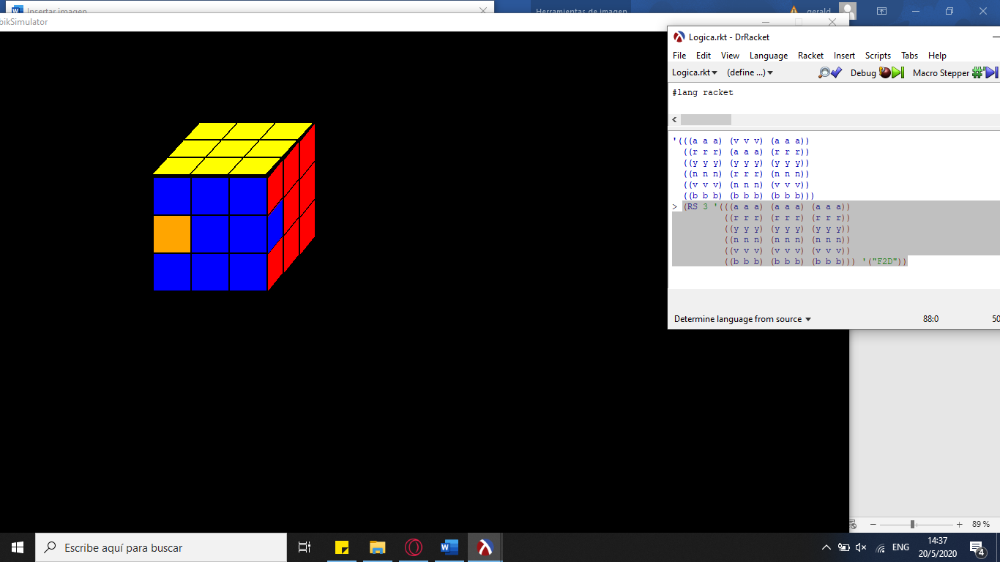 Insertar imagen
Herramientas de imagen
gerald
bikSimulator
Logica.rkt - DrRacket
File Edit View Language Racket Insert Scripts Tabs Help
Logica.rkt (define ...) Debug Macro Stepper
#lang racket
'(((a a a) (v v v) (a a a))
((r r r) (a a a) (r r r))
((y y y) (y y y) (y y y))
((n n n) (r r r) (n n n))
((v v v) (n n n) (v v v))
((b b b) (b b b) (b b b)))
> (RS 3 '(((a a a) (a a a) (a a a))
((r r r) (r r r) (r r r))
((y y y) (y y y) (y y y))
((n n n) (n n n) (n n n))
((v v v) (v v v) (v v v))
((b b b) (b b b) (b b b))) '("F2D"))
Determine language from source 88:0 50
89 %
Escribe aquí para buscar
ENG
14:37
20/5/2020
4